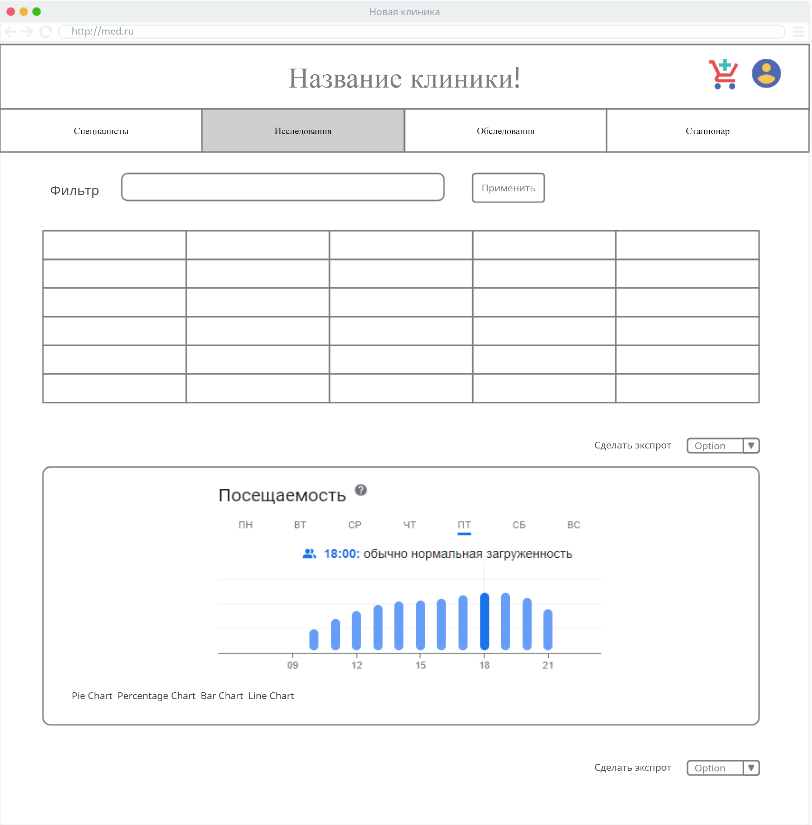 Новая клиника
http://med.ru
Название клиники!
Специалисты Исследования Обследования Стационар
Фильтр Применить
Сделать экспрот Option
Посещаемость ?
ПН ВТ СР ЧТ ПТ СБ ВС
18:00: обычно нормальная загруженность
09 12 15 18 21
Pie Chart Percentage Chart Bar Chart Line Chart
Сделать экспрот Option